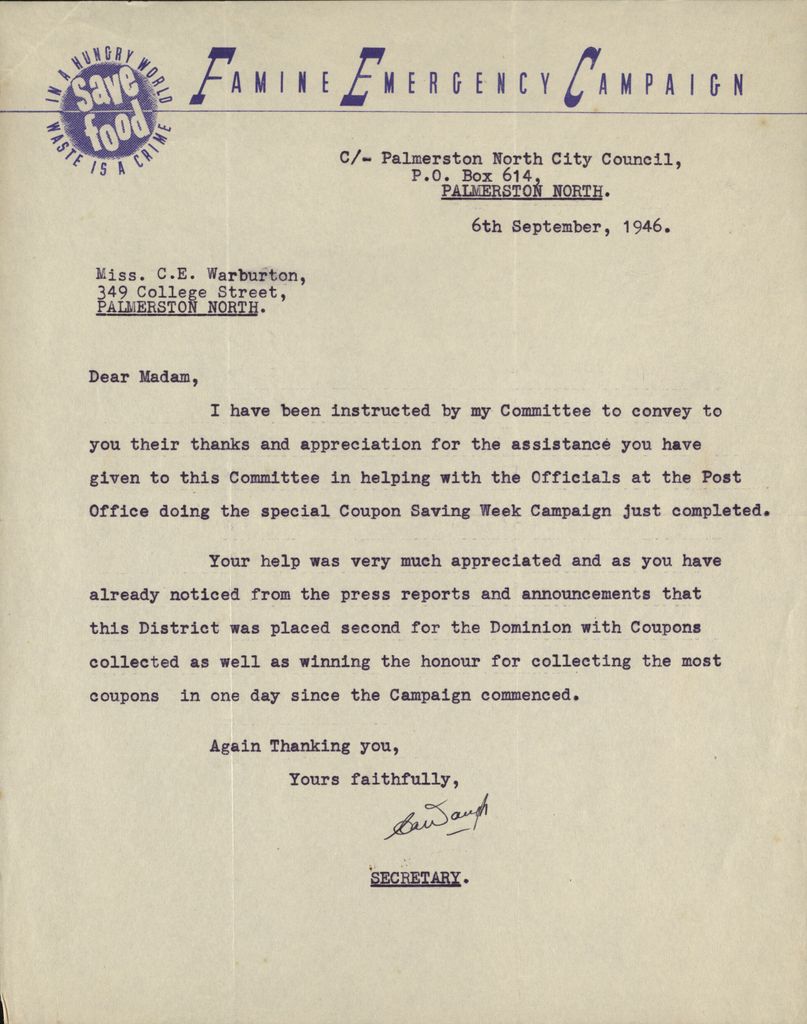 IN A HUNGRY WORLD
Save
food
WASTE IS A CRIME
FAMINE EMERGENCY CAMPAIGN
C/- Palmerston North City Council,
P.O. Box 614,
PALMERSTON NORTH.
6th September, 1946.
Miss. C.E. Warburton,
349 College Street,
PALMERSTON NORTH.
Dear Madam,
I have been instructed by my Committee to convey to
you their thanks and appreciation for the assistance you have
given to this Committee in helping with the Officials at the Post
Office doing the special Coupon Saving Week Campaign just completed.
Your help was very much appreciated and as you have
already noticed from the press reports and announcements that
this District was placed second for the Dominion with Coupons
collected as well as winning the honour for collecting the most
coupons  in one day since the Campaign commenced.
Again Thanking you,
Yours faithfully,
SECRETARY.